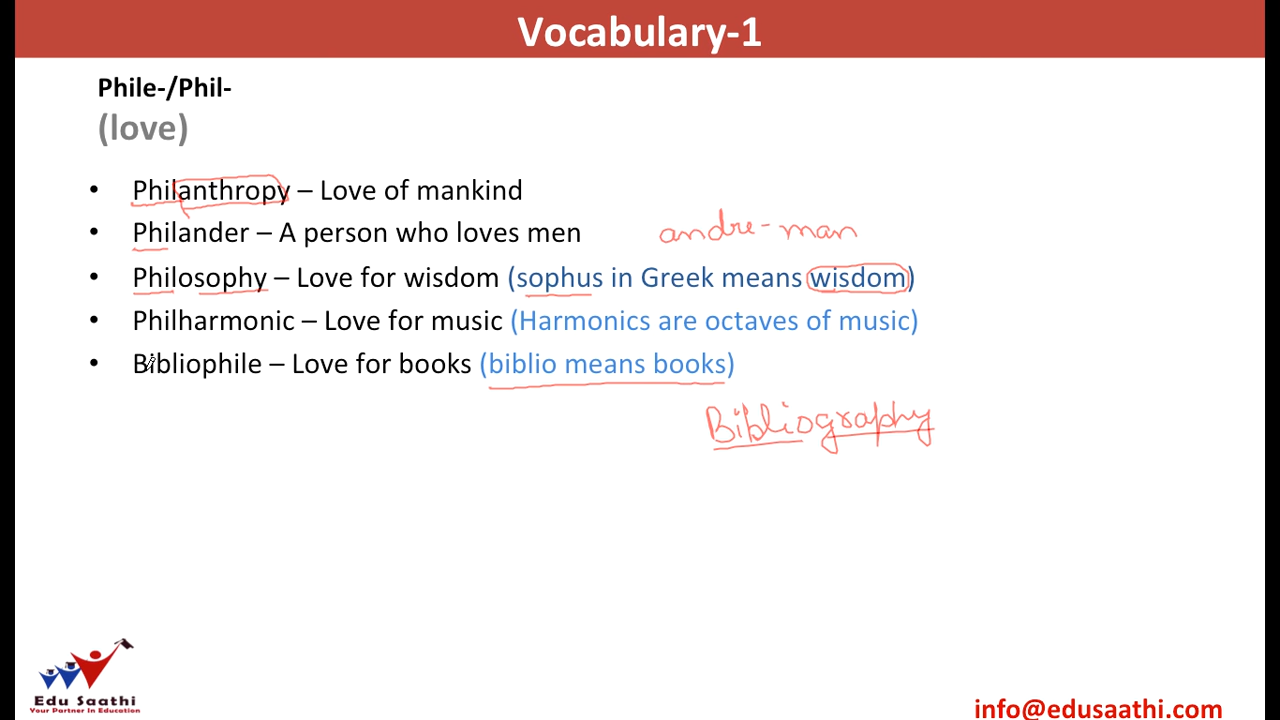 Vocabulary-1
Phile-/Phil-
(love)
• Philanthropy – Love of mankind
• Philander – A person who loves men andre-man
• Philosophy – Love for wisdom (sophus in Greek means wisdom)
• Philharmonic – Love for music (Harmonics are octaves of music)
• Bibliophile – Love for books (biblio means books)
Bibliography
Edu Saathi
Your Partner In Education
info@edusaathi.com